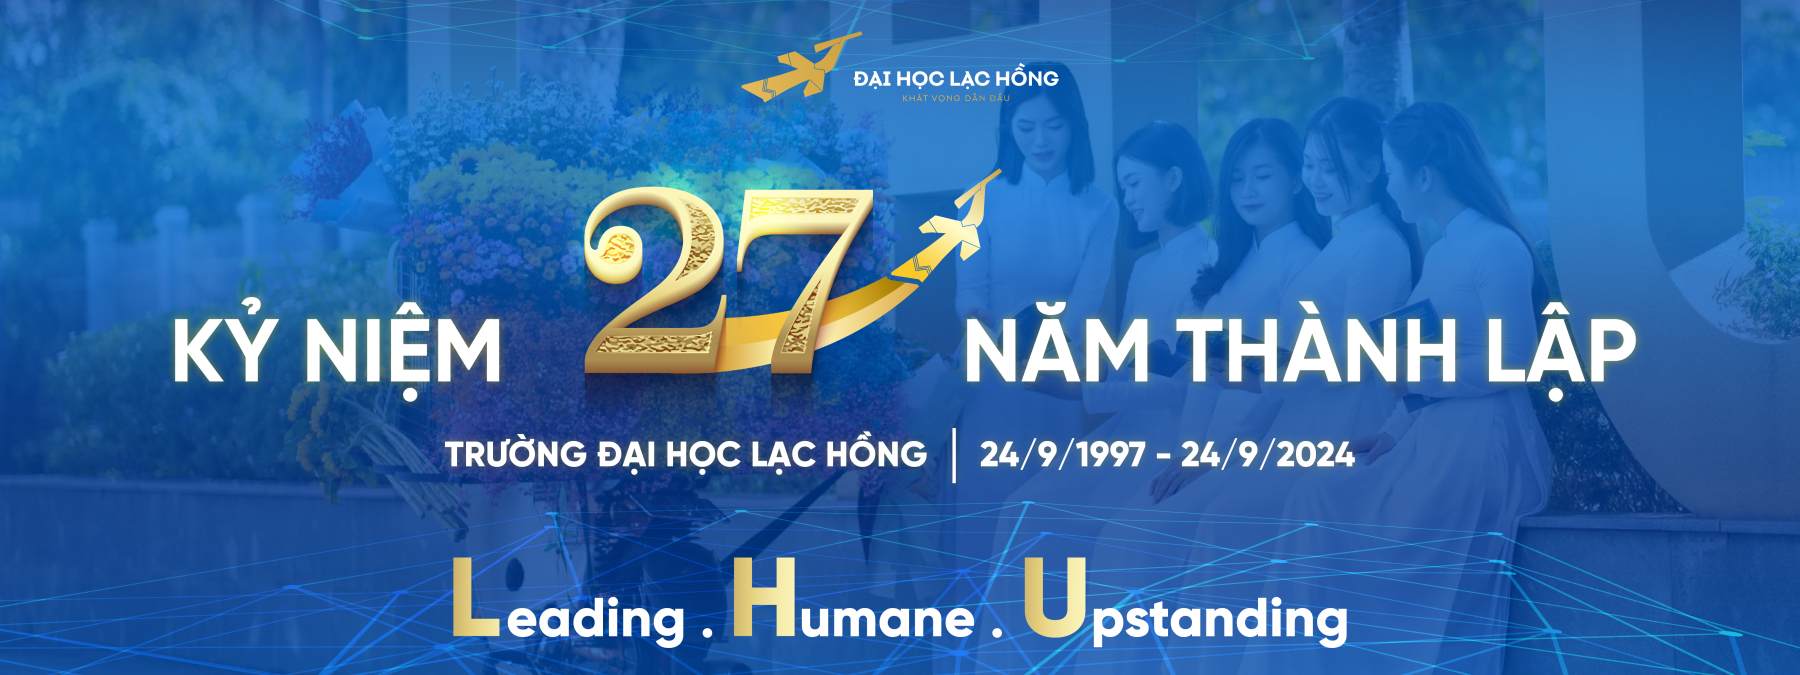 ĐẠI HỌC LẠC HỒNG
KHÁT VỌNG DẪN ĐẦU
KỶ NIỆM 27 NĂM THÀNH LẬP
TRƯỜNG ĐẠI HỌC LẠC HỒNG | 24/9/1997 - 24/9/2024
Leading . Humane . Upstanding